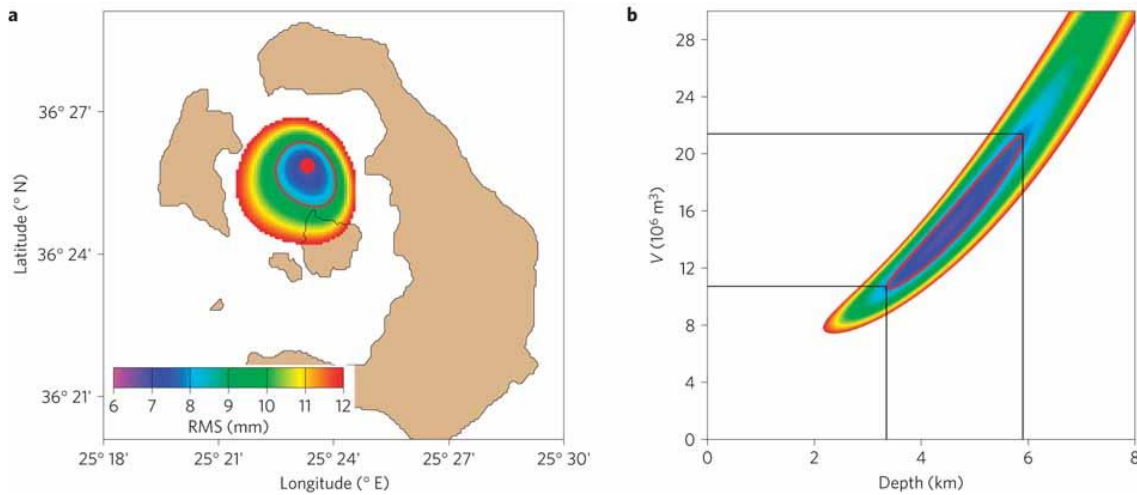 a
36° 27'
36° 24'
36° 21'
Latitude (° N)
6 7 8 9 10 11 12
RMS (mm)
25° 18' 25° 21' 25° 24' 25° 27' 25° 30'
Longitude (° E)
b
28
24
20
16
12
8
4
0
V (10⁶ m³)
0 2 4 6 8
Depth (km)